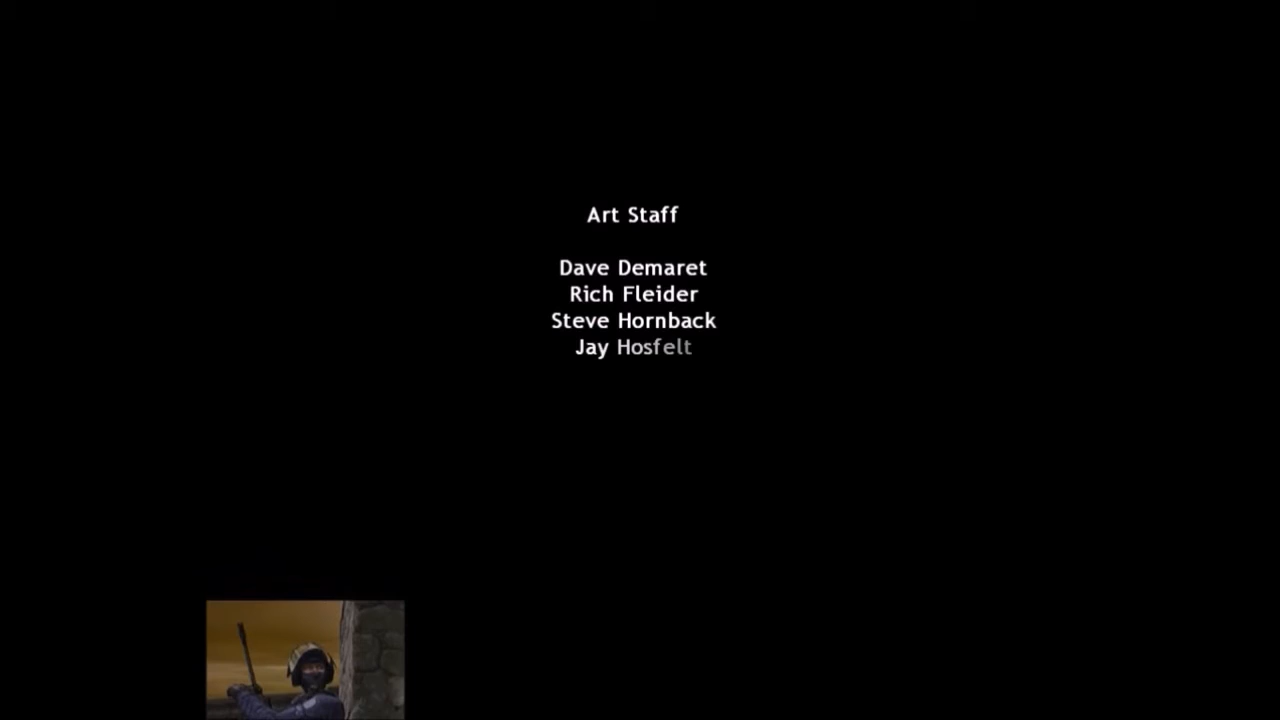 Art Staff
Dave Demaret
Rich Fleider
Steve Hornback
Jay Hosfelt